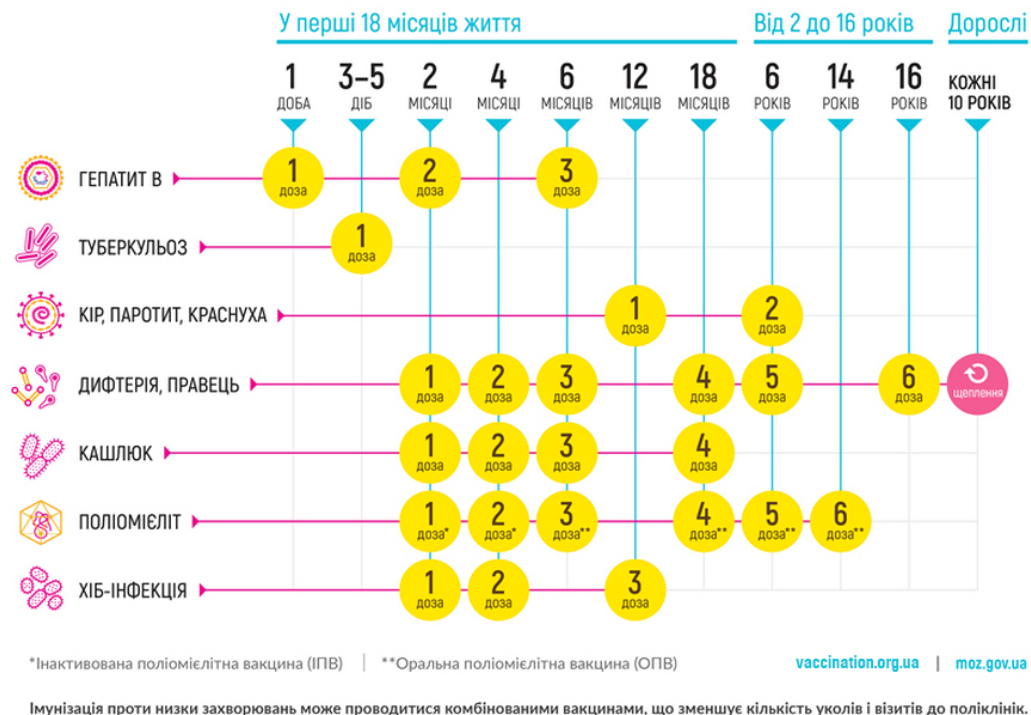 У перші 18 місяців життя
Від 2 до 16 років
Дорослі
1 ДОБА
3–5 ДІБ
2 МІСЯЦІ
4 МІСЯЦІ
6 МІСЯЦІВ
12 МІСЯЦІВ
18 МІСЯЦІВ
6 РОКІВ
14 РОКІВ
16 РОКІВ
КОЖНІ
10 РОКІВ
ГЕПАТИТ В
1 доза
2 доза
3 доза
ТУБЕРКУЛЬОЗ
1 доза
КІР, ПАРОТИТ, КРАСНУХА
1 доза
2 доза
ДИФТЕРІЯ, ПРАВЕЦЬ
1 доза
2 доза
3 доза
4 доза
5 доза
6 доза
щеплення
КАШЛЮК
1 доза
2 доза
3 доза
4 доза
ПОЛІОМІЄЛІТ
1 доза*
2 доза*
3 доза**
4 доза**
5 доза**
6 доза**
ХІБ-ІНФЕКЦІЯ
1 доза
2 доза
3 доза
*Інактивована поліомієлітна вакцина (ІПВ) | **Оральна поліомієлітна вакцина (ОПВ)
vaccination.org.ua | moz.gov.ua
Імунізація проти низки захворювань може проводитися комбінованими вакцинами, що зменшує кількість уколів і візитів до поліклінік.